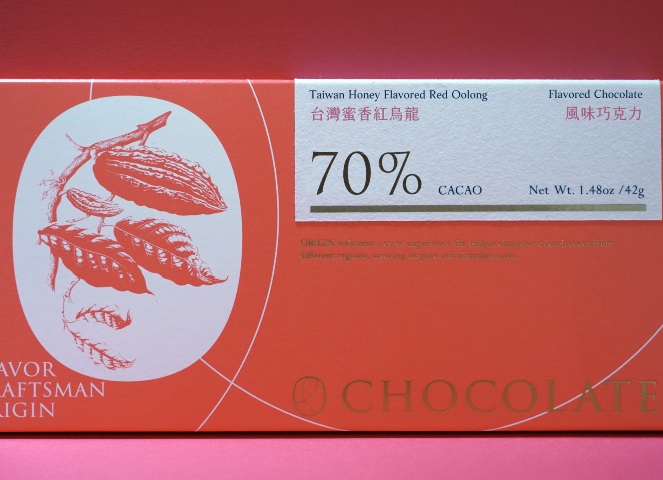 Taiwan Honey Flavored Red Oolong
Flavored Chocolate
台灣蜜香紅烏龍
風味巧克力
70% CACAO
Net Wt. 1.48oz /42g
AVOR
RAFTSMAN
RIGIN
CHOCOLATE